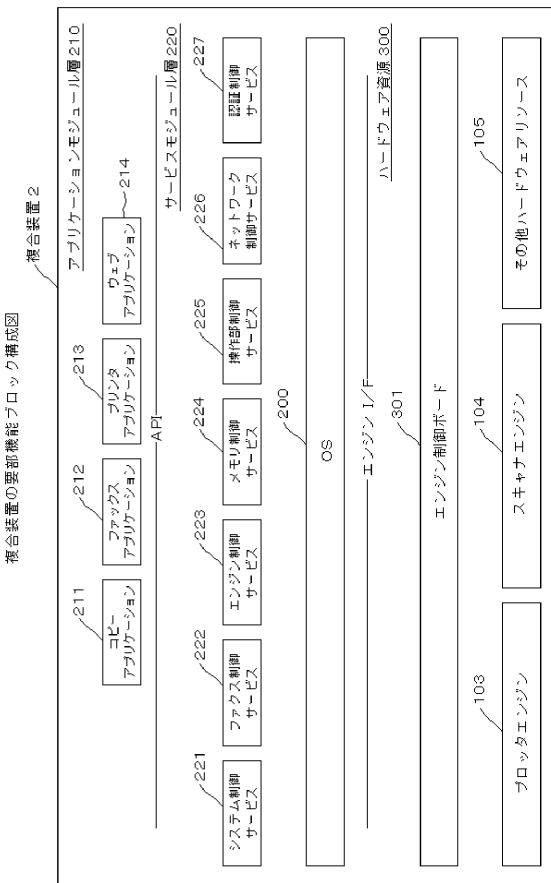 複合装置の要部機能ブロック構成図
複合装置2
アプリケーションモジュール層210
211
212
213
214
コピー
アプリケーション
ファックス
アプリケーション
プリンタ
アプリケーション
ウェブ
アプリケーション
API
サービスモジュール層220
221
222
223
224
225
226
227
システム制御
サービス
ファクス制御
サービス
エンジン制御
サービス
メモリ制御
サービス
操作部制御
サービス
ネットワーク
制御サービス
認証制御
サービス
200
OS
エンジンI/F
ハードウェア資源300
301
エンジン制御ボード
103
104
105
プロッタエンジン
スキャナエンジン
その他ハードウェアリソース